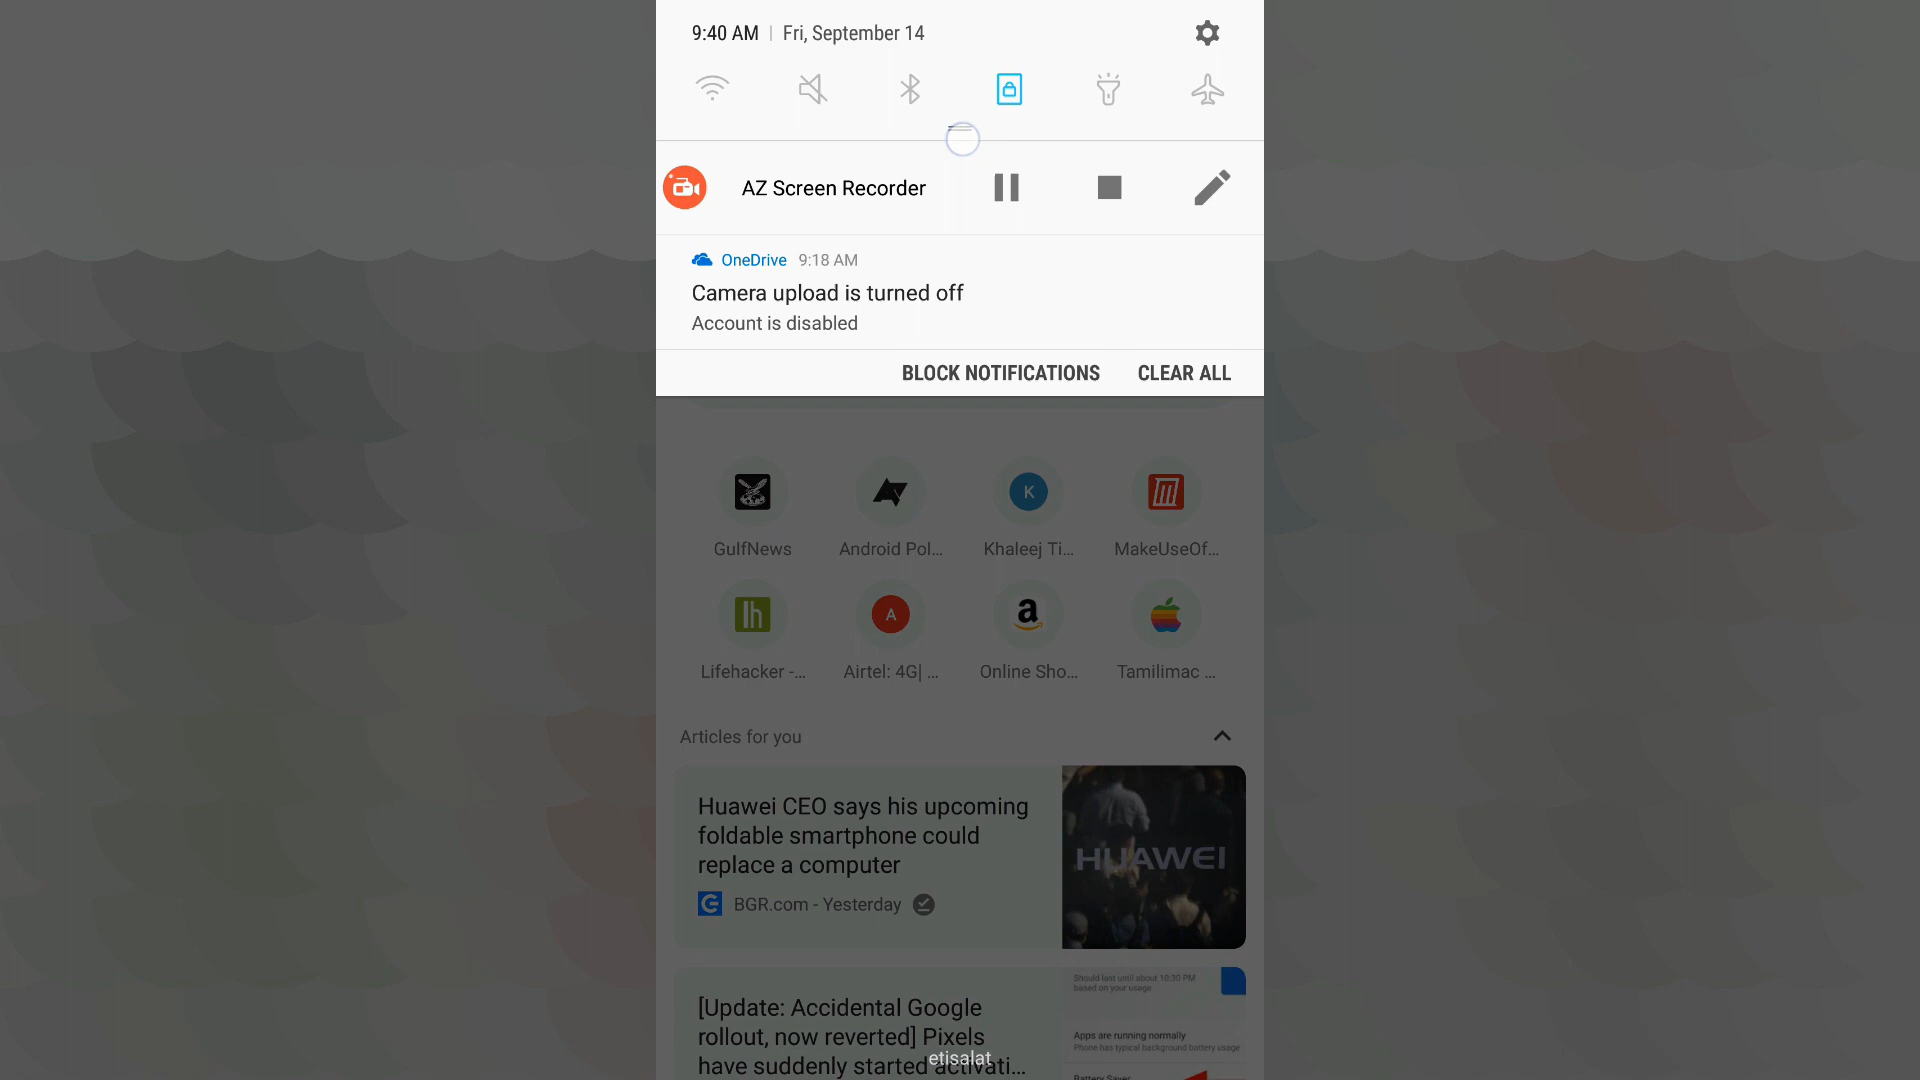 9:40 AM | Fri, September 14
AZ Screen Recorder
OneDrive 9:18 AM
Camera upload is turned off
Account is disabled
BLOCK NOTIFICATIONS CLEAR ALL
GulfNews Android Pol... K Khaleej Ti... MakeUseOf...
lh Lifehacker -... A Airtel: 4G| ... a Online Sho... Tamilimac ...
Articles for you
Huawei CEO says his upcoming
foldable smartphone could
replace a computer
BGR.com - Yesterday
HUAWEI
[Update: Accidental Google
rollout, now reverted] Pixels
have suddenly started activati...
Should last until about 10:30 PM
based on your usage
Apps are running normally
Phone has typical background battery usage
Battery Saver
etisalat